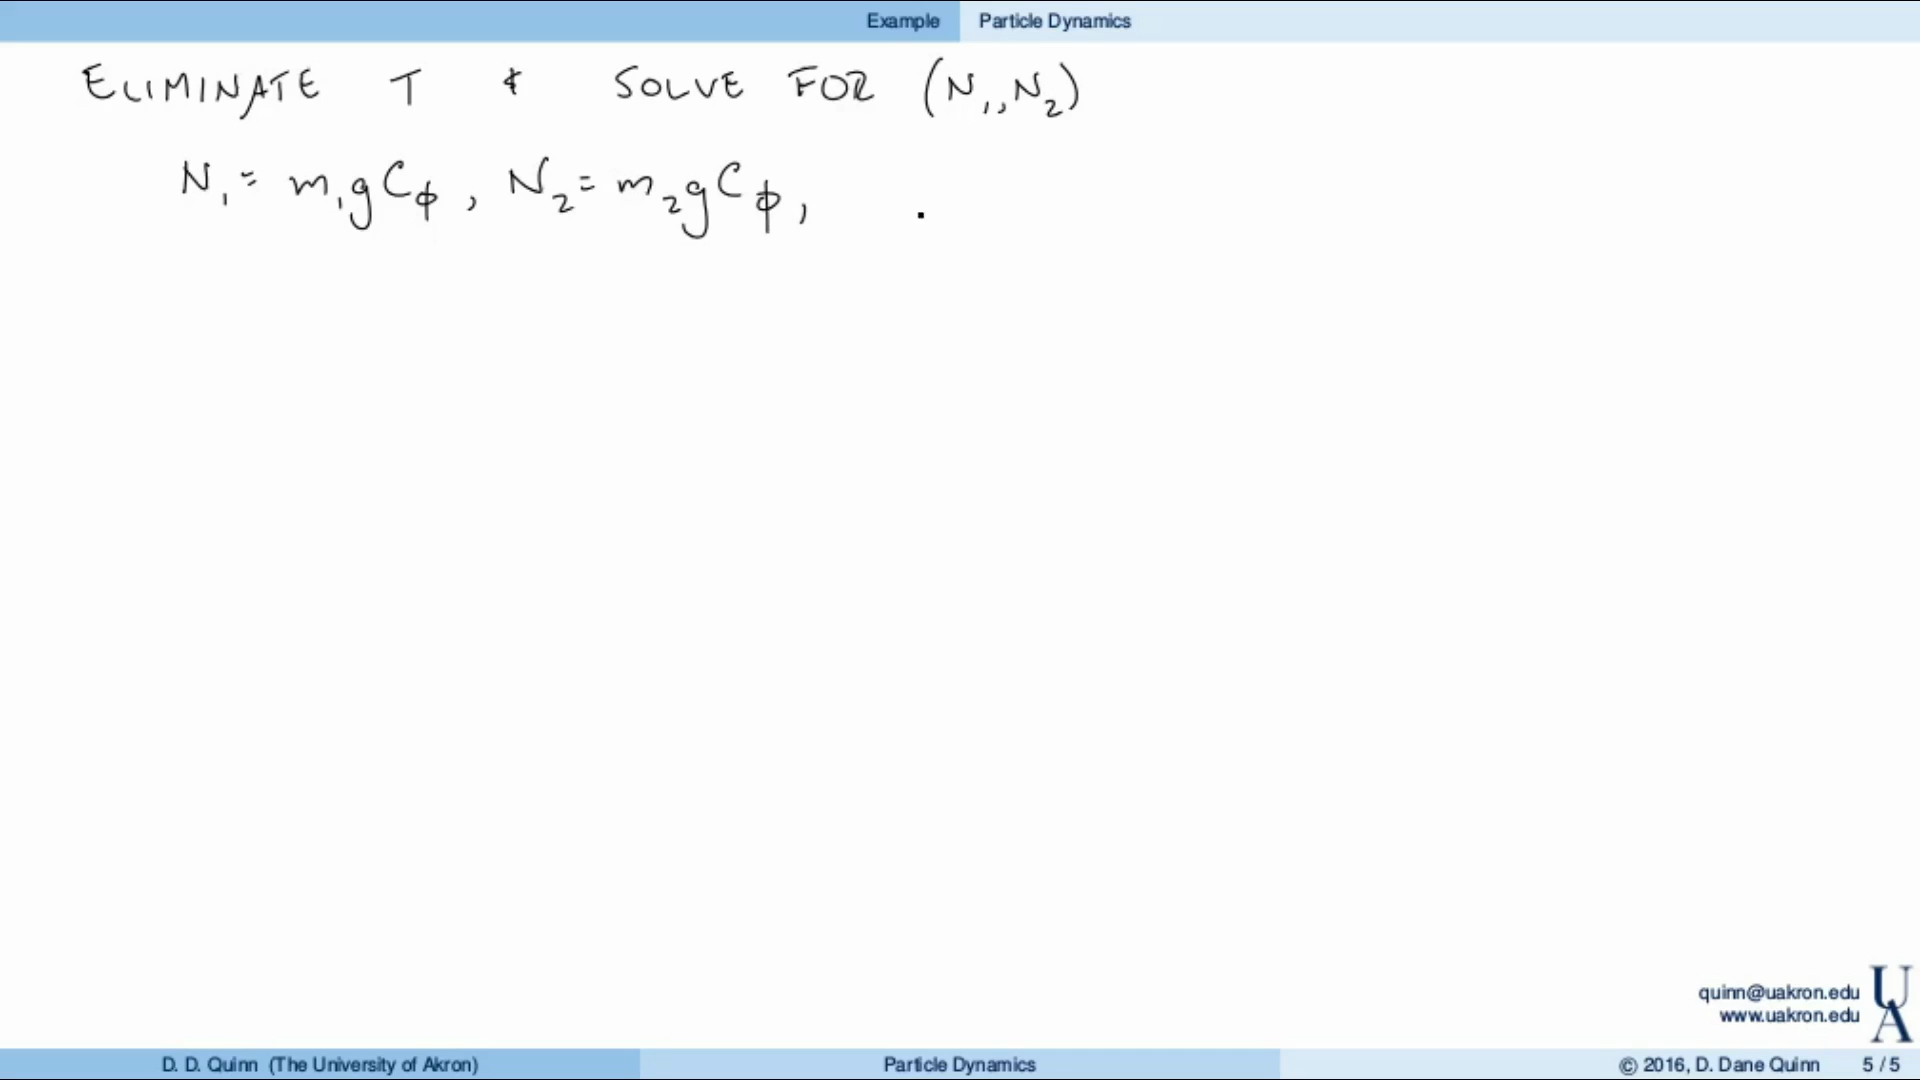 Example Particle Dynamics
ELIMINATE T & SOLVE FOR (N₁,N₂)
N₁ = m₁gCϕ, N₂ = m₂gCϕ,
quinn@uakron.edu
www.uakron.edu
UA
D. D. Quinn (The University of Akron) Particle Dynamics © 2016, D. Dane Quinn 5 / 5